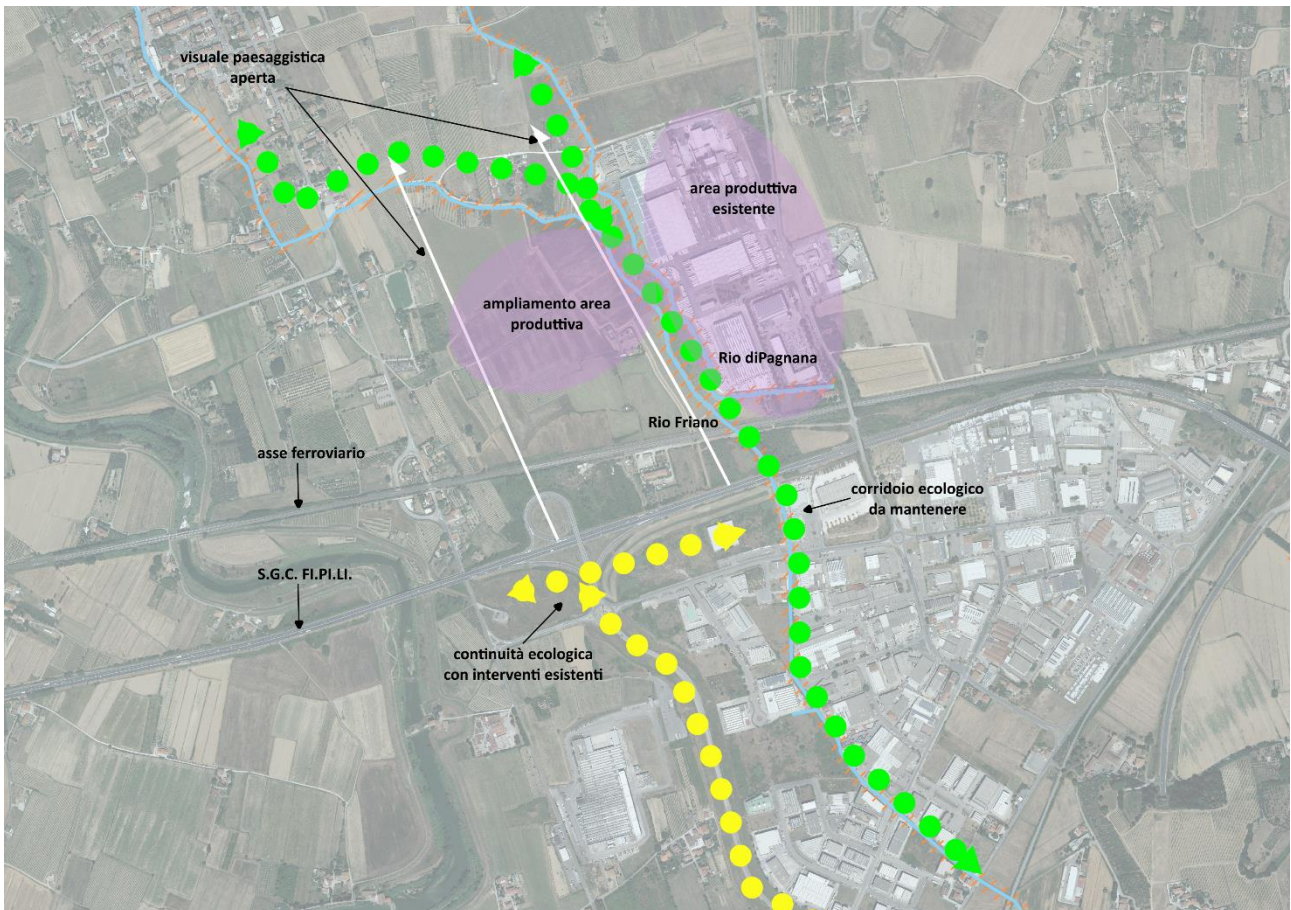 visuale paesaggistica
aperta
area produttiva
esistente
ampliamento area
produttiva
Rio diPagnana
Rio Friano
asse ferroviario
corridoio ecologico
da mantenere
S.G.C. FI.PI.LI.
continuità ecologica
con interventi esistenti